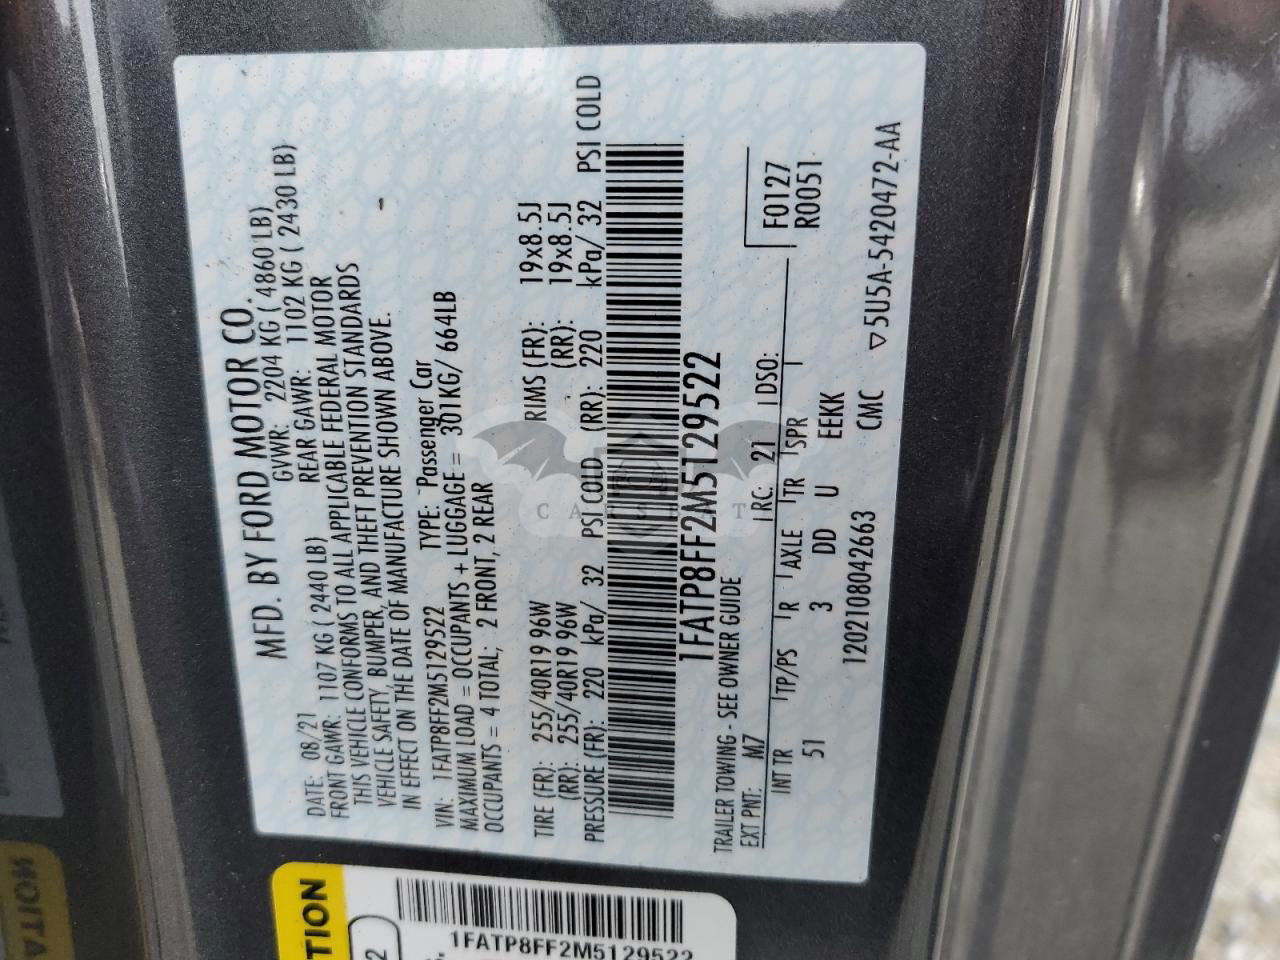 MFD. BY FORD MOTOR CO.
DATE: 08/21 GVWR: 2204 KG ( 4860 LB)
FRONT GAWR: 1107 KG ( 2440 LB) REAR GAWR: 1102 KG ( 2430 LB)
THIS VEHICLE CONFORMS TO ALL APPLICABLE FEDERAL MOTOR
VEHICLE SAFETY, BUMPER, AND THEFT PREVENTION STANDARDS
IN EFFECT ON THE DATE OF MANUFACTURE SHOWN ABOVE.
VIN: 1FATP8FF2M5129522 TYPE: Passenger Car
MAXIMUM LOAD = OCCUPANTS + LUGGAGE = 301KG/ 664LB
OCCUPANTS = 4 TOTAL; 2 FRONT, 2 REAR
TIRE (FR): 255/40R19 96W RIMS (FR): 19x8.5J
(RR): 255/40R19 96W (RR): 19x8.5J
PRESSURE (FR): 220 kPa/ 32 PSI COLD (RR): 220 kPa/ 32 PSI COLD
1FATP8FF2M5129522
TRAILER TOWING - SEE OWNER GUIDE
EXT PNT: M7 RC: 21 DSO:
F0127
R0051
INT TR TP/PS R AXLE TR SPR
51 3 DD U EEKK
1202108042663 CMC ▽5U5A-5420472-AA
CARSBAT
TION
1FATP8FF2M5129522